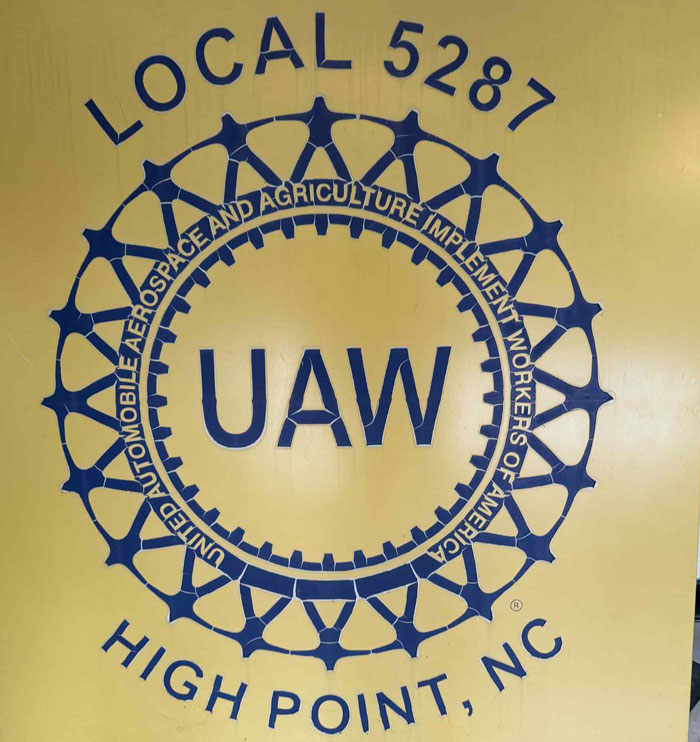 LOCAL 5287
UNITED AUTOMOBILE AEROSPACE AND AGRICULTURE IMPLEMENT WORKERS OF AMERICA
UAW
®
HIGH POINT, NC